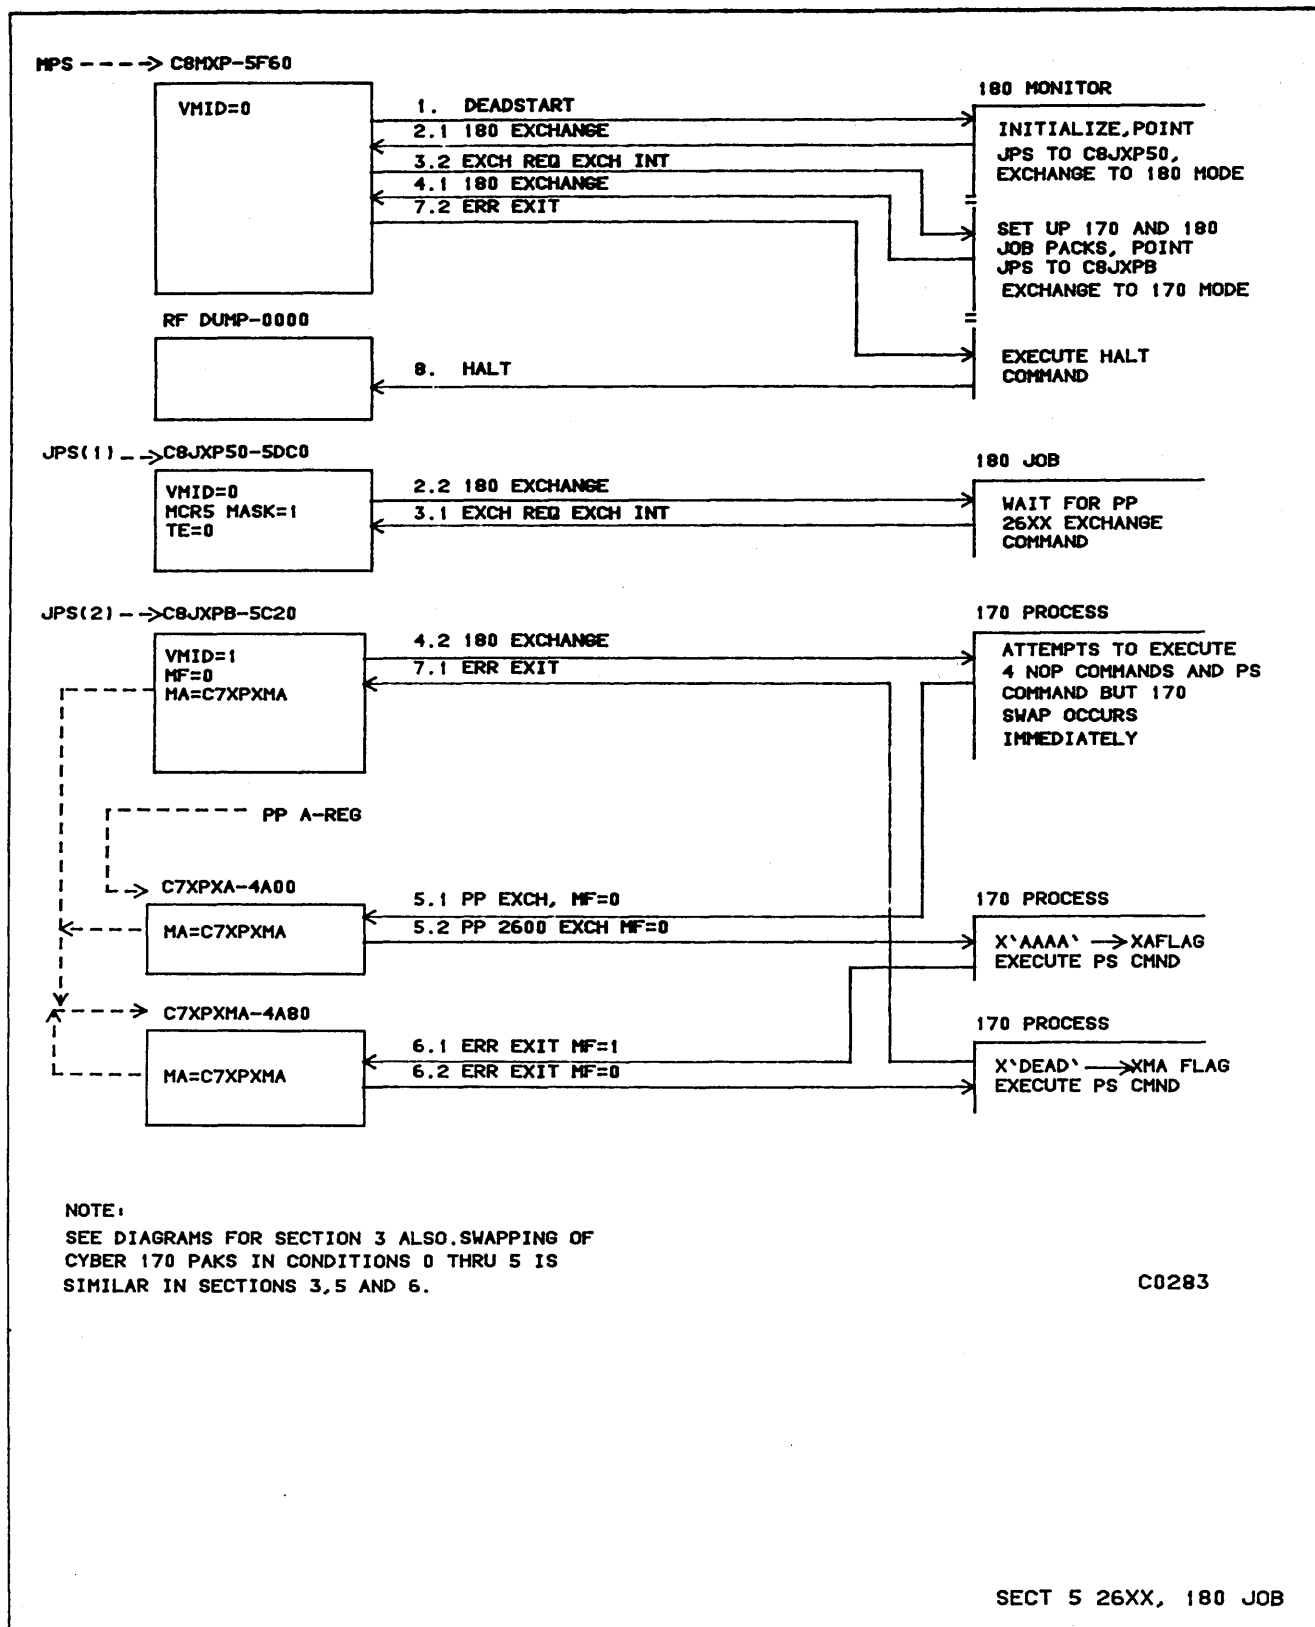 MPS ----> C8MXP-5F60
VMID=0
1. DEADSTART
2.1 180 EXCHANGE
3.2 EXCH REQ EXCH INT
4.1 180 EXCHANGE
7.2 ERR EXIT
180 MONITOR
INITIALIZE,POINT
JPS TO C8JXP50,
EXCHANGE TO 180 MODE
SET UP 170 AND 180
JOB PACKS, POINT
JPS TO C8JXPB
EXCHANGE TO 170 MODE
EXECUTE HALT
COMMAND
RF DUMP-0000
8. HALT
JPS(1)-->C8JXP50-5DC0
VMID=0
MCR5 MASK=1
TE=0
2.2 180 EXCHANGE
3.1 EXCH REQ EXCH INT
180 JOB
WAIT FOR PP
26XX EXCHANGE
COMMAND
JPS(2)-->C8JXPB-5C20
VMID=1
MF=0
MA=C7XPXMA
4.2 180 EXCHANGE
7.1 ERR EXIT
170 PROCESS
ATTEMPTS TO EXECUTE
4 NOP COMMANDS AND PS
COMMAND BUT 170
SWAP OCCURS
IMMEDIATELY
PP A-REG
C7XPXA-4A00
MA=C7XPXMA
5.1 PP EXCH, MF=0
5.2 PP 2600 EXCH MF=0
170 PROCESS
X`AAAA` →XAFLAG
EXECUTE PS CMND
C7XPXMA-4A80
MA=C7XPXMA
6.1 ERR EXIT MF=1
6.2 ERR EXIT MF=0
170 PROCESS
X`DEAD` →XMA FLAG
EXECUTE PS CMND
NOTE:
SEE DIAGRAMS FOR SECTION 3 ALSO.SWAPPING OF
CYBER 170 PAKS IN CONDITIONS 0 THRU 5 IS
SIMILAR IN SECTIONS 3,5 AND 6.
C0283
SECT 5 26XX, 180 JOB